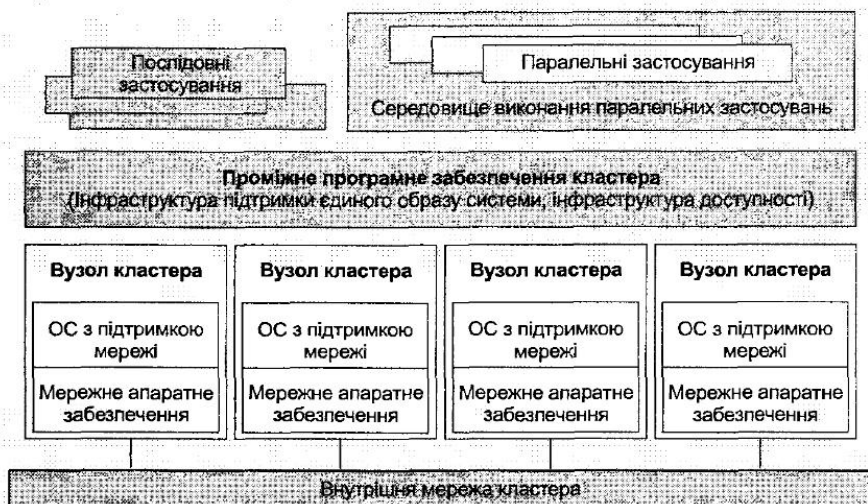 Послідовні
застосування
Паралельні застосування
Середовище виконання паралельних застосувань
Проміжне програмне забезпечення кластера
(Інфраструктура підтримки єдиного образу системи, інфраструктура доступності)
Вузол кластера
ОС з підтримкою
мережі
Мережне апаратне
забезпечення
Вузол кластера
ОС з підтримкою
мережі
Мережне апаратне
забезпечення
Вузол кластера
ОС з підтримкою
мережі
Мережне апаратне
забезпечення
Вузол кластера
ОС з підтримкою
мережі
Мережне апаратне
забезпечення
Внутрішня мережа кластера